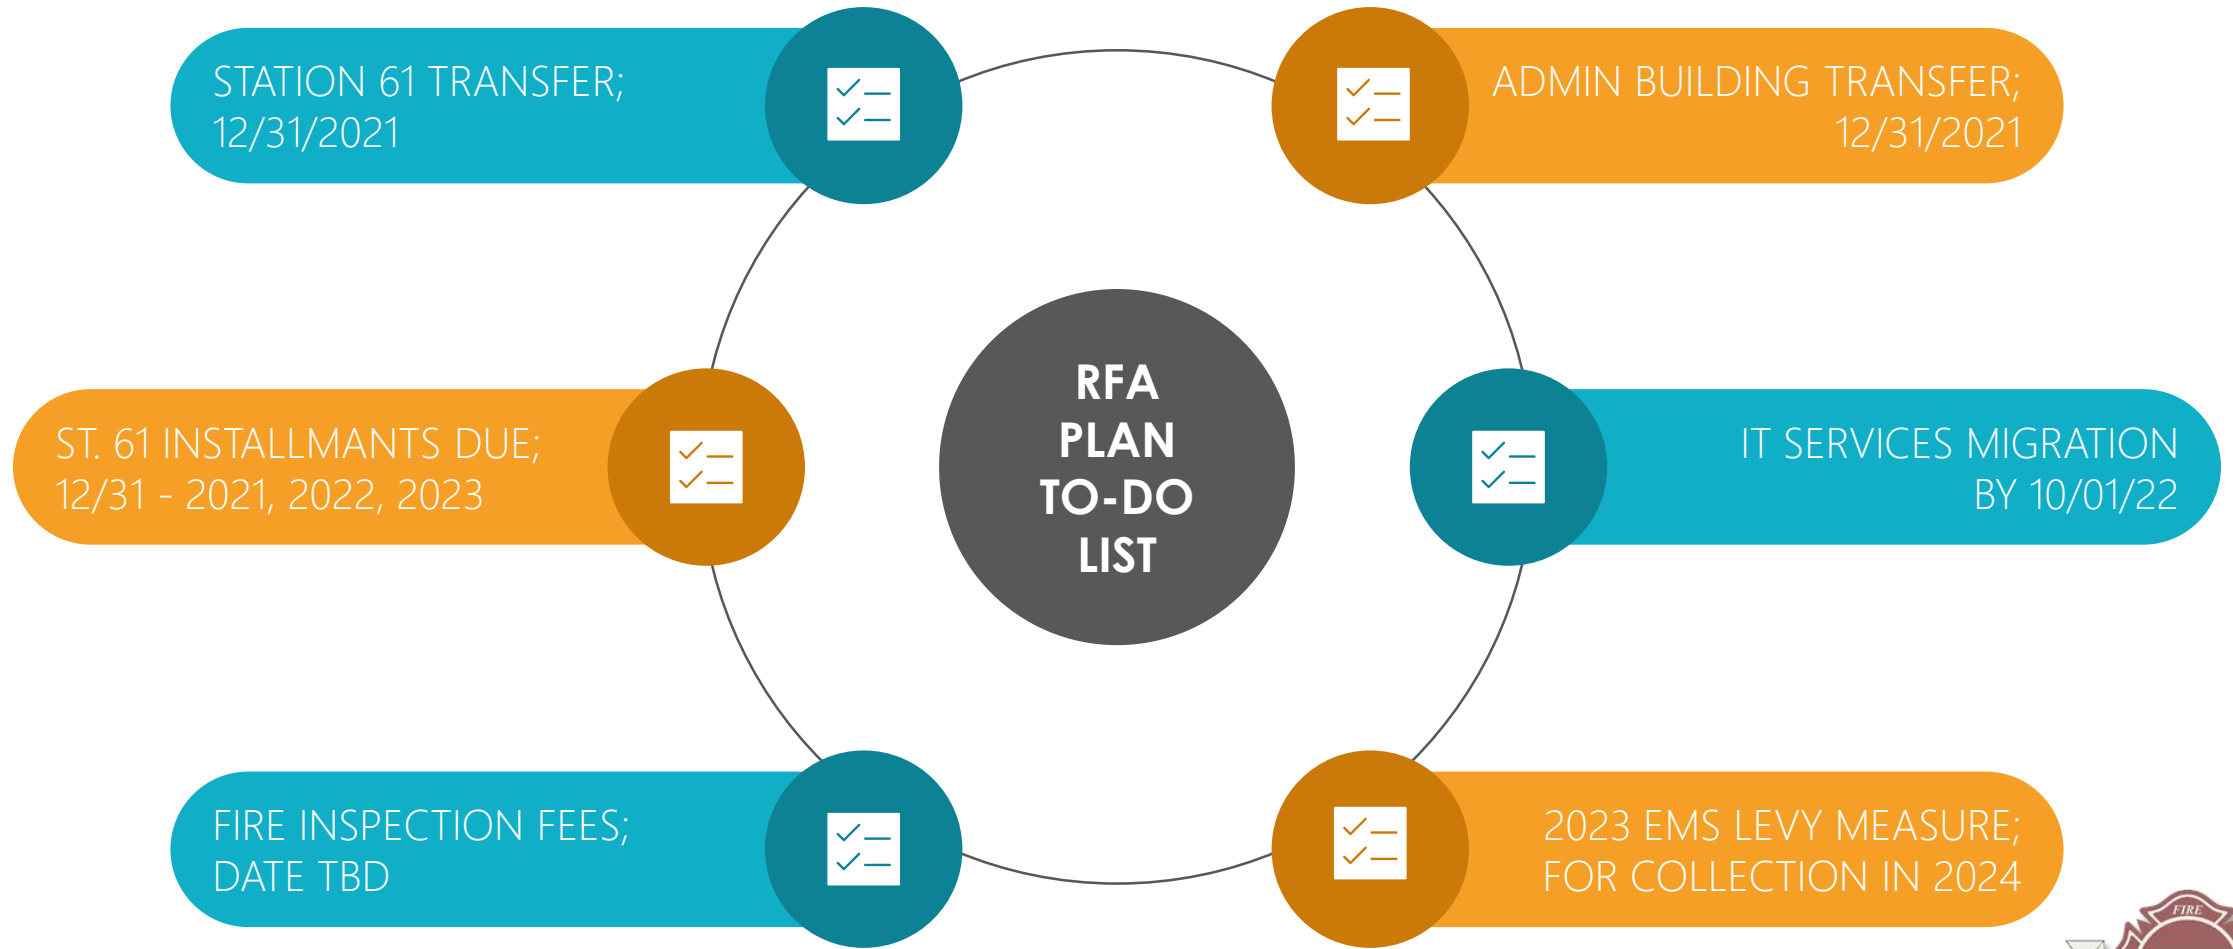 STATION 61 TRANSFER;
12/31/2021
ADMIN BUILDING TRANSFER;
12/31/2021
ST. 61 INSTALLMANTS DUE;
12/31 - 2021, 2022, 2023
RFA
PLAN
TO-DO
LIST
IT SERVICES MIGRATION
BY 10/01/22
FIRE INSPECTION FEES;
DATE TBD
2023 EMS LEVY MEASURE;
FOR COLLECTION IN 2024
FIRE